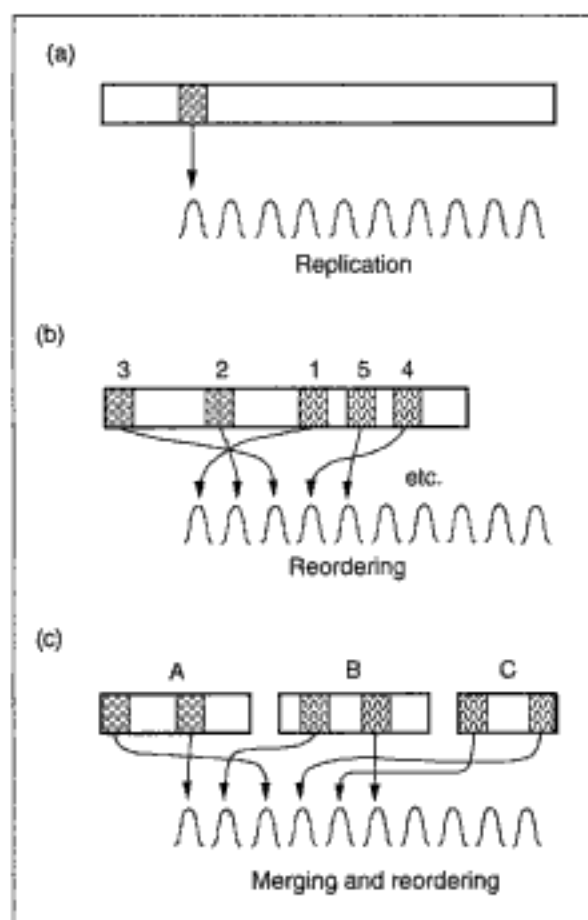 (a)
Replication
(b)
3 2 1 5 4
etc.
Reordering
(c)
A B C
Merging and reordering